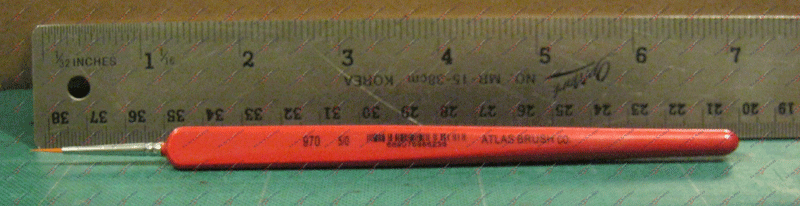 1/32 INCHES 1 1/16 2 3 4 5 6 7
NO. MR-15-38cm KOREA
38 37 36 35 34 33 32 31 30 29 28 27 26 25 24 23 22 21 20 19
970 50 ATLAS BRUSH CO.